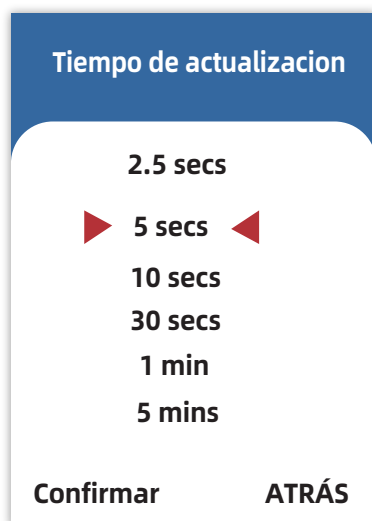 Tiempo de actualizacion
2.5 secs
5 secs
10 secs
30 secs
1 min
5 mins
Confirmar ATRÁS